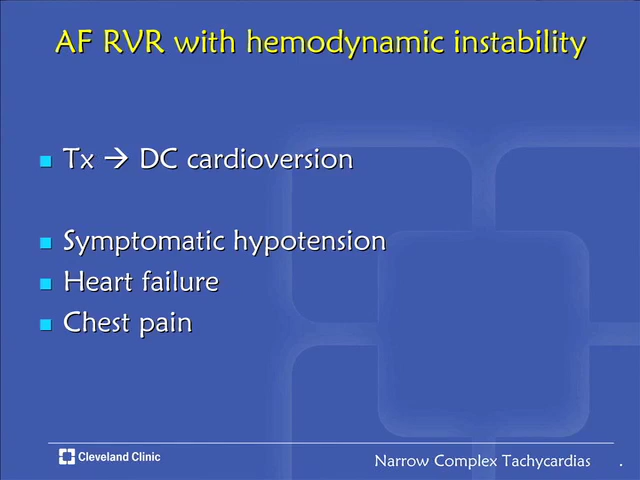 AF RVR with hemodynamic instability
Tx → DC cardioversion
Symptomatic hypotension
Heart failure
Chest pain
Cleveland Clinic
Narrow Complex Tachycardias .